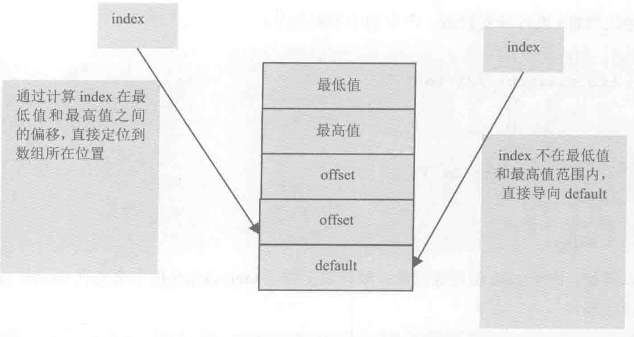 index
通过计算 index 在最
低值和最高值之间
的偏移，直接定位到
数组所在位置
最低值
最高值
offset
offset
default
index
index 不在最低值
和最高值范围内，
直接导向 default